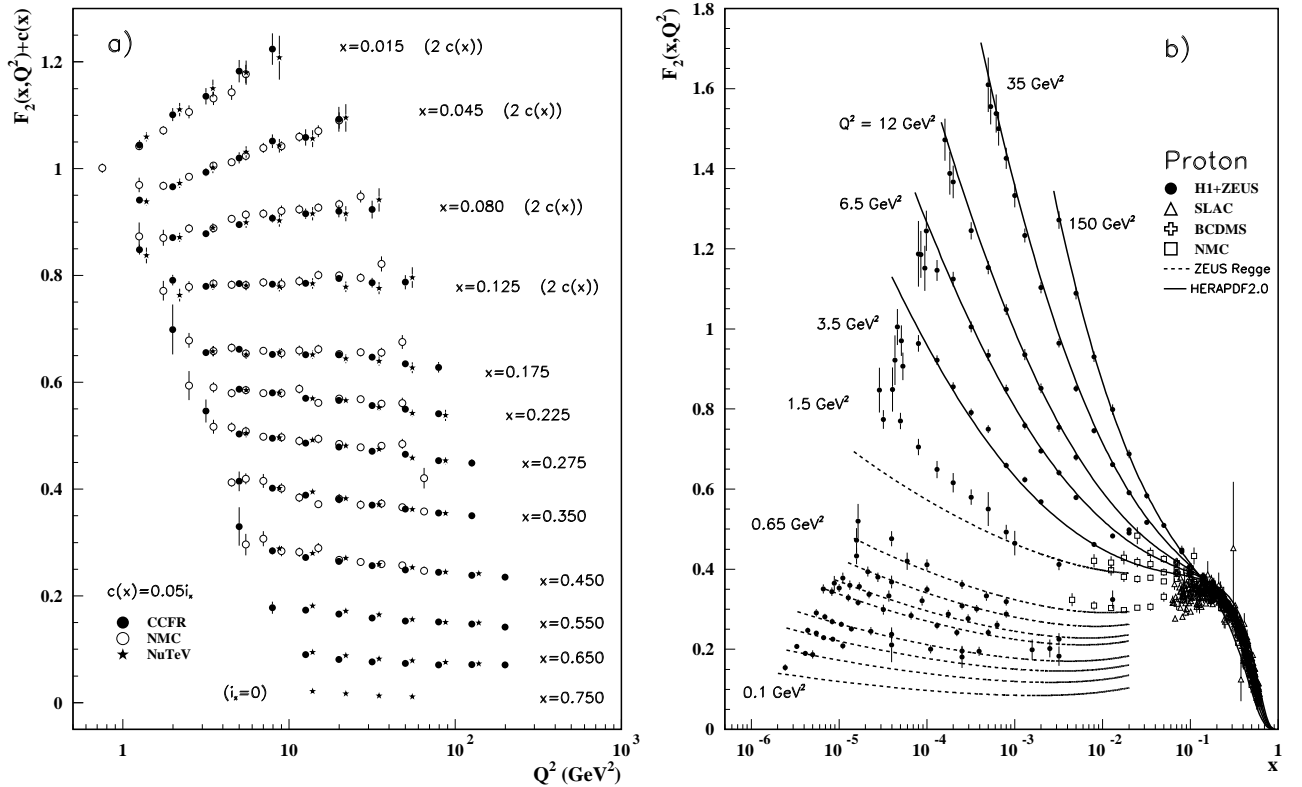 a)
F₂(x,Q²)+c(x)
1.2
1
0.8
0.6
0.4
0.2
0
x=0.015 (2 c(x))
x=0.045 (2 c(x))
x=0.080 (2 c(x))
x=0.125 (2 c(x))
x=0.175
x=0.225
x=0.275
x=0.350
x=0.450
x=0.550
x=0.650
x=0.750
c(x)=0.05iₓ
CCFR
NMC
NuTeV
(iₓ=0)
1 10 10² 10³
Q² (GeV²)
b)
F₂(x,Q²)
1.8
1.6
1.4
1.2
1
0.8
0.6
0.4
0.2
0
35 GeV²
Q² = 12 GeV²
6.5 GeV²
150 GeV²
3.5 GeV²
1.5 GeV²
0.65 GeV²
0.1 GeV²
Proton
H1+ZEUS
SLAC
BCDMS
NMC
ZEUS Regge
HERAPDF2.0
10⁻⁶ 10⁻⁵ 10⁻⁴ 10⁻³ 10⁻² 10⁻¹ 1
x